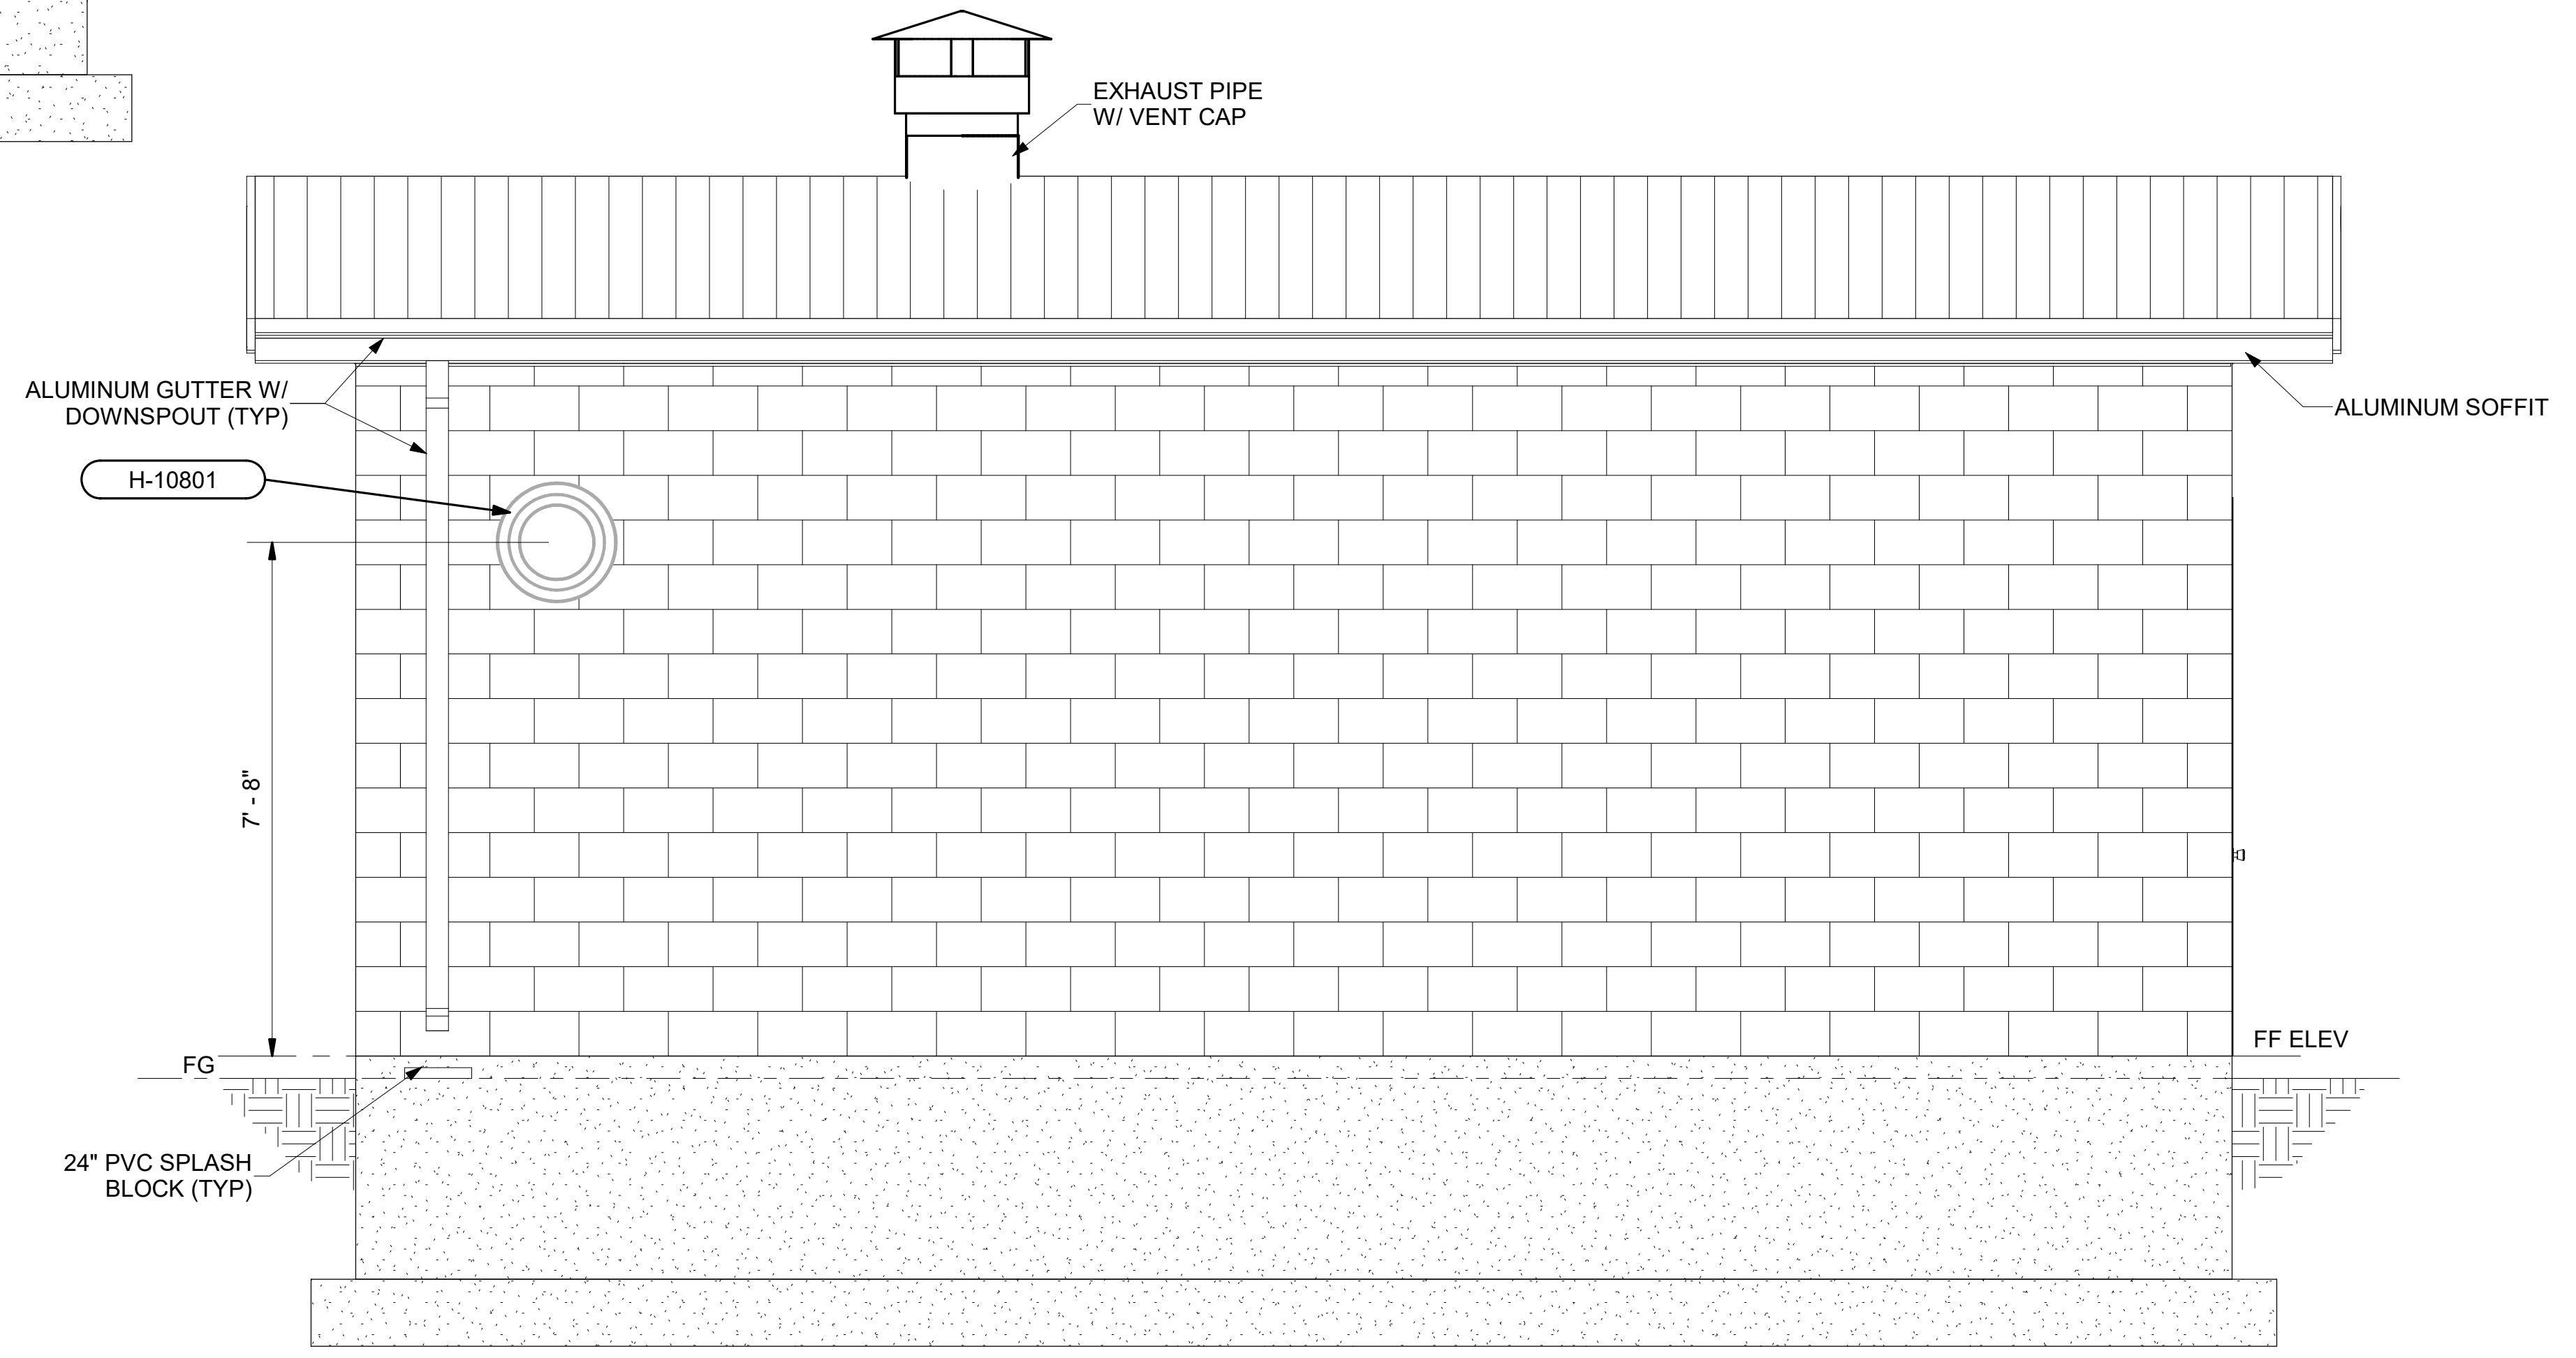 EXHAUST PIPE
W/ VENT CAP
ALUMINUM GUTTER W/
DOWNSPOUT (TYP)
ALUMINUM SOFFIT
H-10801
7' - 8"
FG
FF ELEV
24" PVC SPLASH
BLOCK (TYP)